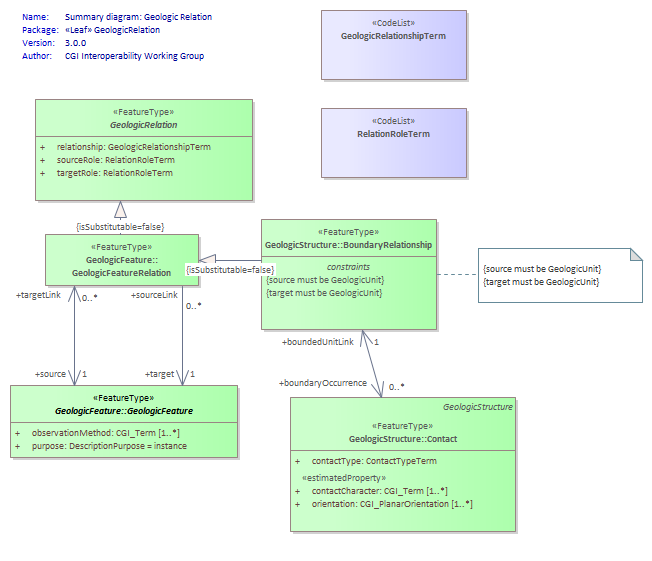 Name: Summary diagram: Geologic Relation
Package: «Leaf» GeologicRelation
Version: 3.0.0
Author: CGI Interoperability Working Group
«CodeList»
GeologicRelationshipTerm
«CodeList»
RelationRoleTerm
«FeatureType»
GeologicRelation
+ relationship: GeologicRelationshipTerm
+ sourceRole: RelationRoleTerm
+ targetRole: RelationRoleTerm
{isSubstitutable=false}
«FeatureType»
GeologicFeature::
GeologicFeatureRelation
{isSubstitutable=false}
«FeatureType»
GeologicStructure::BoundaryRelationship
constraints
{source must be GeologicUnit}
{target must be GeologicUnit}
{source must be GeologicUnit}
{target must be GeologicUnit}
+targetLink
0..*
+sourceLink
0..*
+boundedUnitLink
1
+source
1
+target
1
+boundaryOccurrence
0..*
«FeatureType»
GeologicFeature::GeologicFeature
+ observationMethod: CGI_Term [1..*]
+ purpose: DescriptionPurpose = instance
GeologicStructure
«FeatureType»
GeologicStructure::Contact
+ contactType: ContactTypeTerm
«estimatedProperty»
+ contactCharacter: CGI_Term [1..*]
+ orientation: CGI_PlanarOrientation [1..*]